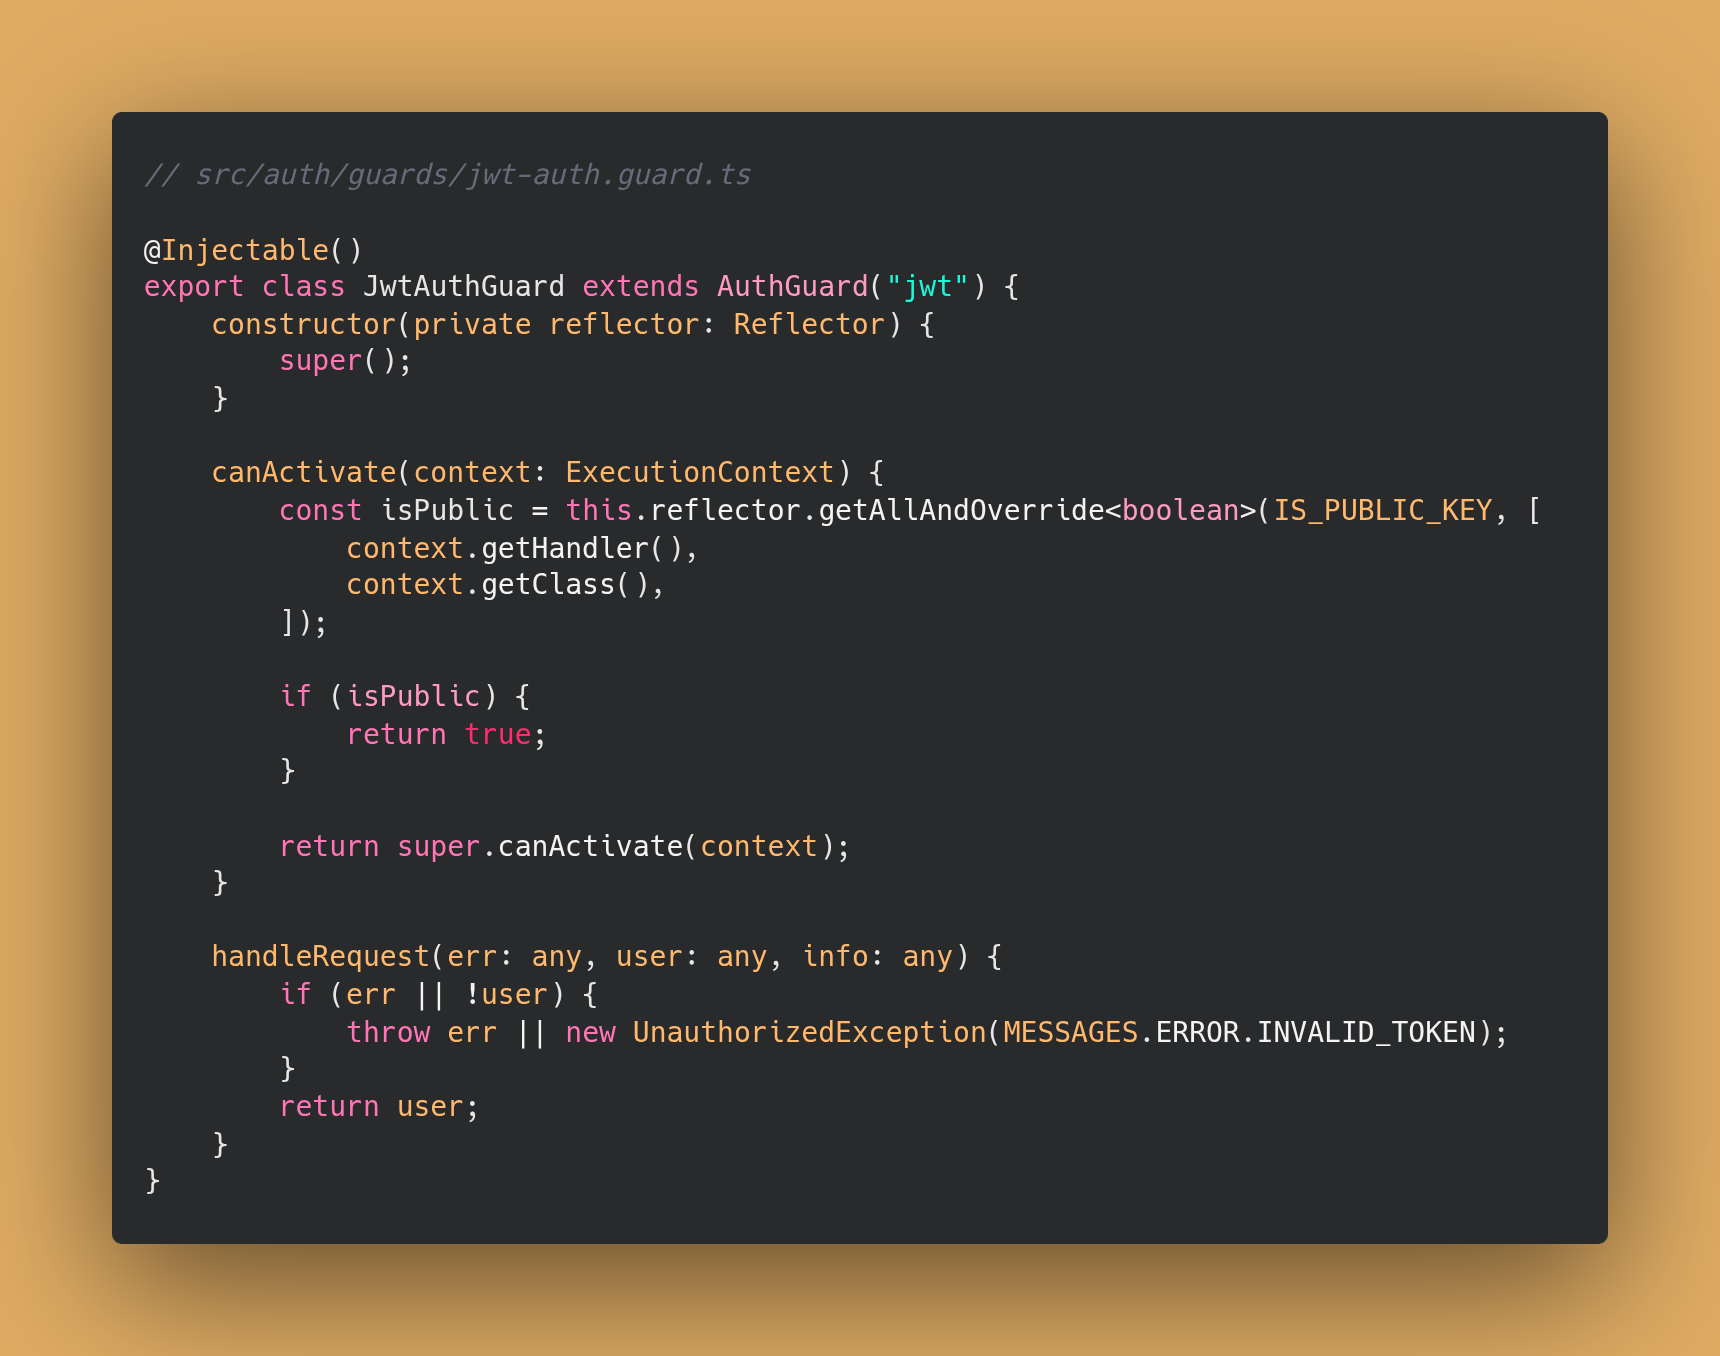 // src/auth/guards/jwt-auth.guard.ts

@Injectable()
export class JwtAuthGuard extends AuthGuard("jwt") {
    constructor(private reflector: Reflector) {
        super();
    }

    canActivate(context: ExecutionContext) {
        const isPublic = this.reflector.getAllAndOverride<boolean>(IS_PUBLIC_KEY, [
            context.getHandler(),
            context.getClass(),
        ]);

        if (isPublic) {
            return true;
        }

        return super.canActivate(context);
    }

    handleRequest(err: any, user: any, info: any) {
        if (err || !user) {
            throw err || new UnauthorizedException(MESSAGES.ERROR.INVALID_TOKEN);
        }
        return user;
    }
}